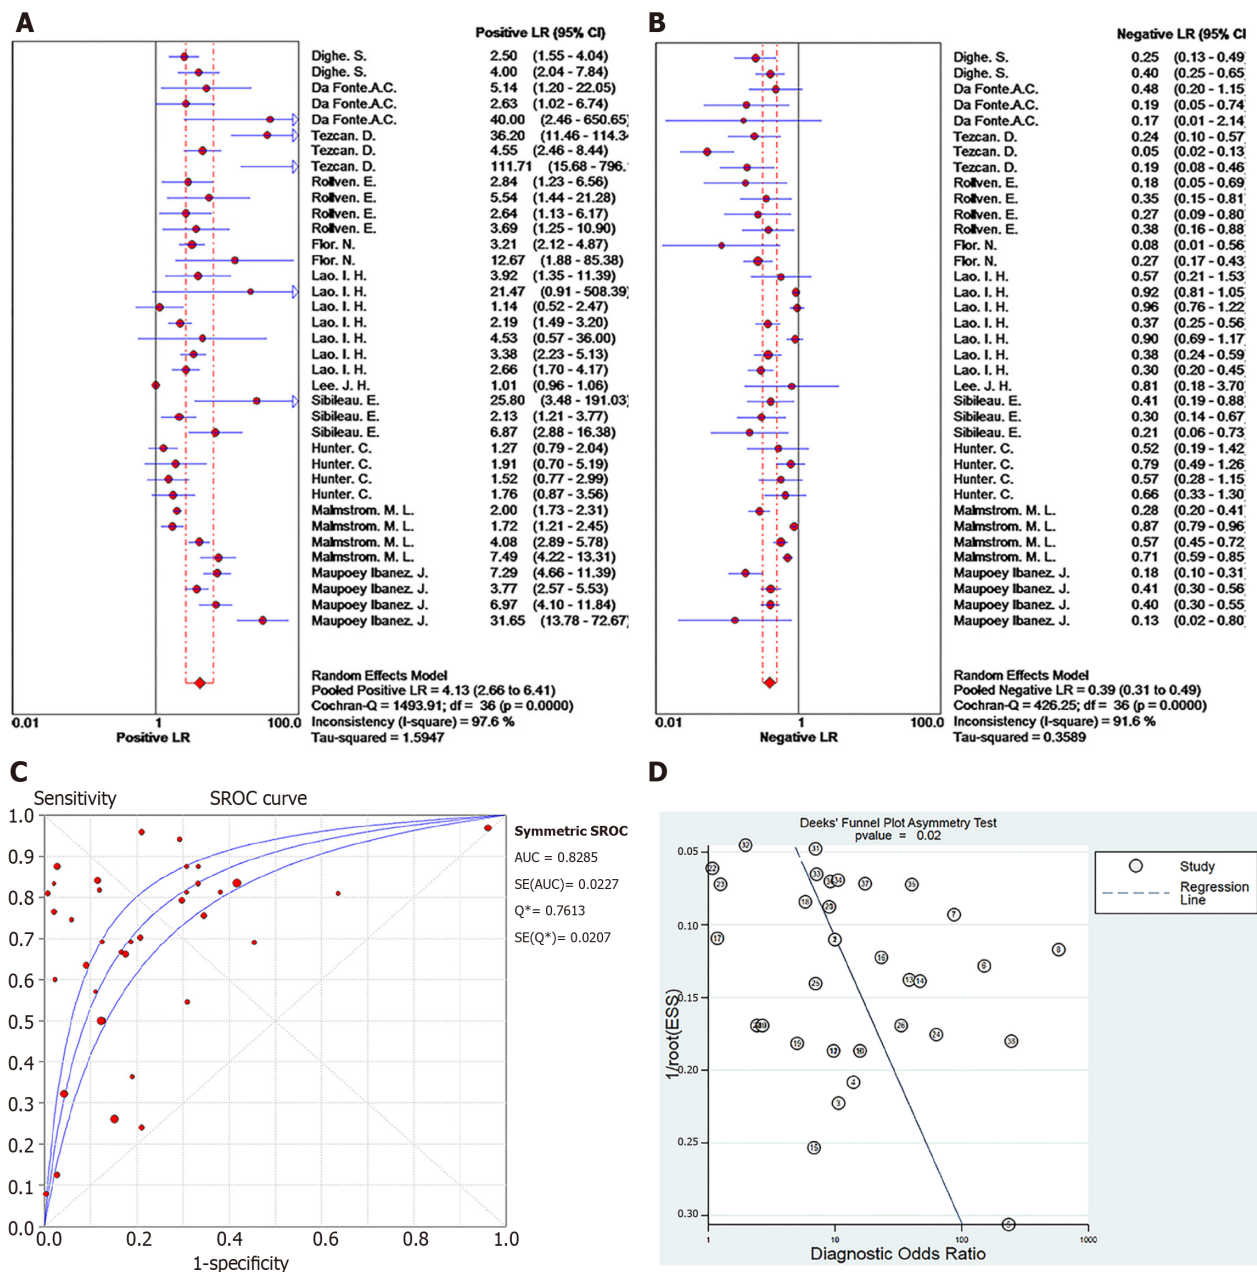 A
Positive LR (95% CI)
Dighe. S. 2.50 (1.55 - 4.04)
Dighe. S. 4.00 (2.04 - 7.84)
Da Fonte.A.C. 5.14 (1.20 - 22.05)
Da Fonte.A.C. 2.63 (1.02 - 6.74)
Da Fonte.A.C. 40.00 (2.46 - 650.65)
Tezcan. D. 36.20 (11.46 - 114.3
Tezcan. D. 4.55 (2.46 - 8.44)
Tezcan. D. 111.71 (15.68 - 796.
Rollven. E. 2.84 (1.23 - 6.56)
Rollven. E. 5.54 (1.44 - 21.28)
Rollven. E. 2.64 (1.13 - 6.17)
Rollven. E. 3.69 (1.25 - 10.90)
Flor. N. 3.21 (2.12 - 4.87)
Flor. N. 12.67 (1.88 - 85.38)
Lao. I. H. 3.92 (1.35 - 11.39)
Lao. I. H. 21.47 (0.91 - 508.39)
Lao. I. H. 1.14 (0.52 - 2.47)
Lao. I. H. 2.19 (1.49 - 3.20)
Lao. I. H. 4.53 (0.57 - 36.00)
Lao. I. H. 3.38 (2.23 - 5.13)
Lao. I. H. 2.66 (1.70 - 4.17)
Lee. J. H. 1.01 (0.96 - 1.06)
Sibileau. E. 25.80 (3.48 - 191.03)
Sibileau. E. 2.13 (1.21 - 3.77)
Sibileau. E. 6.87 (2.88 - 16.38)
Hunter. C. 1.27 (0.79 - 2.04)
Hunter. C. 1.91 (0.70 - 5.19)
Hunter. C. 1.52 (0.77 - 2.99)
Hunter. C. 1.76 (0.87 - 3.56)
Malmstrom. M. L. 2.00 (1.73 - 2.31)
Malmstrom. M. L. 1.72 (1.21 - 2.45)
Malmstrom. M. L. 4.08 (2.89 - 5.78)
Malmstrom. M. L. 7.49 (4.22 - 13.31)
Maupoey Ibanez. J. 7.29 (4.66 - 11.39)
Maupoey Ibanez. J. 3.77 (2.57 - 5.53)
Maupoey Ibanez. J. 6.97 (4.10 - 11.84)
Maupoey Ibanez. J. 31.65 (13.78 - 72.67)
Random Effects Model
Pooled Positive LR = 4.13 (2.66 to 6.41)
Cochran-Q = 1493.91; df = 36 (p = 0.0000)
Inconsistency (I-square) = 97.6 %
Tau-squared = 1.5947
0.01 1 100.0
Positive LR
B
Negative LR (95% CI
Dighe. S. 0.25 (0.13 - 0.49)
Dighe. S. 0.40 (0.25 - 0.65)
Da Fonte.A.C. 0.48 (0.20 - 1.15)
Da Fonte.A.C. 0.19 (0.05 - 0.74)
Da Fonte.A.C. 0.17 (0.01 - 2.14)
Tezcan. D. 0.24 (0.10 - 0.57)
Tezcan. D. 0.05 (0.02 - 0.13)
Tezcan. D. 0.19 (0.08 - 0.46)
Rollven. E. 0.18 (0.05 - 0.69)
Rollven. E. 0.35 (0.15 - 0.81)
Rollven. E. 0.27 (0.09 - 0.80)
Rollven. E. 0.38 (0.16 - 0.88)
Flor. N. 0.08 (0.01 - 0.56)
Flor. N. 0.27 (0.17 - 0.43)
Lao. I. H. 0.57 (0.21 - 1.53)
Lao. I. H. 0.92 (0.81 - 1.05)
Lao. I. H. 0.96 (0.76 - 1.22)
Lao. I. H. 0.37 (0.25 - 0.56)
Lao. I. H. 0.90 (0.69 - 1.17)
Lao. I. H. 0.38 (0.24 - 0.59)
Lao. I. H. 0.30 (0.20 - 0.45)
Lee. J. H. 0.81 (0.18 - 3.70)
Sibileau. E. 0.41 (0.19 - 0.88)
Sibileau. E. 0.30 (0.14 - 0.67)
Sibileau. E. 0.21 (0.06 - 0.73)
Hunter. C. 0.52 (0.19 - 1.42)
Hunter. C. 0.79 (0.49 - 1.26)
Hunter. C. 0.57 (0.28 - 1.15)
Hunter. C. 0.66 (0.33 - 1.30)
Malmstrom. M. L. 0.28 (0.20 - 0.41)
Malmstrom. M. L. 0.87 (0.79 - 0.96)
Malmstrom. M. L. 0.57 (0.45 - 0.72)
Malmstrom. M. L. 0.71 (0.59 - 0.85)
Maupoey Ibanez. J. 0.18 (0.10 - 0.31)
Maupoey Ibanez. J. 0.41 (0.30 - 0.56)
Maupoey Ibanez. J. 0.40 (0.30 - 0.55)
Maupoey Ibanez. J. 0.13 (0.02 - 0.80)
Random Effects Model
Pooled Negative LR = 0.39 (0.31 to 0.49)
Cochran-Q = 426.25; df = 36 (p = 0.0000)
Inconsistency (I-square) = 91.6 %
Tau-squared = 0.3589
0.01 1 100.0
Negative LR
C
Sensitivity SROC curve
1.0
0.9
0.8
0.7
0.6
0.5
0.4
0.3
0.2
0.1
0.0
0.0 0.2 0.4 0.6 0.8 1.0
1-specificity
Symmetric SROC
AUC = 0.8285
SE(AUC)= 0.0227
Q*= 0.7613
SE(Q*)= 0.0207
D
Deeks' Funnel Plot Asymmetry Test
pvalue = 0.02
1/root(ESS)
0.05
0.10
0.15
0.20
0.25
0.30
32
31
22
23
33
34
37
35
20
7
17
2
16
8
6
13
14
25
26
24
38
19
12
10
4
3
15
1 10 100 1000
Diagnostic Odds Ratio
Study
Regression
Line